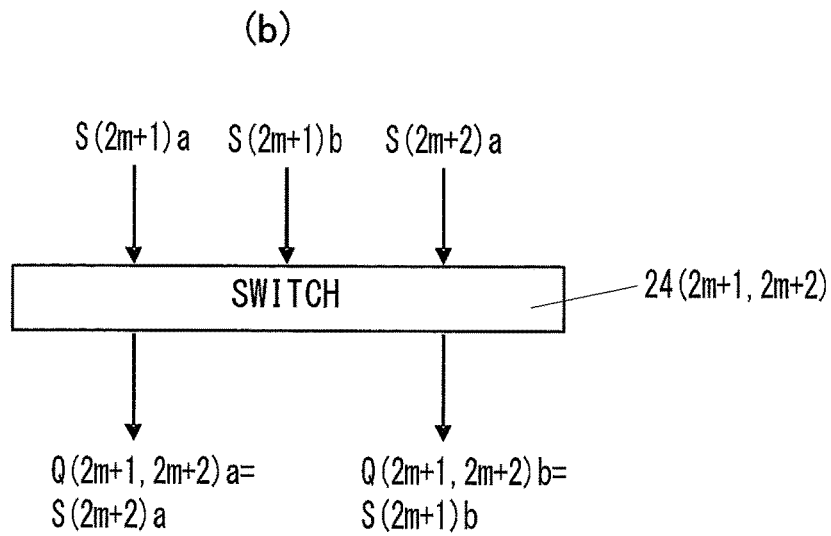 (b)
S(2m+1)a S(2m+1)b S(2m+2)a
SWITCH
24(2m+1,2m+2)
Q(2m+1,2m+2)a= Q(2m+1,2m+2)b=
S(2m+2)a S(2m+1)b